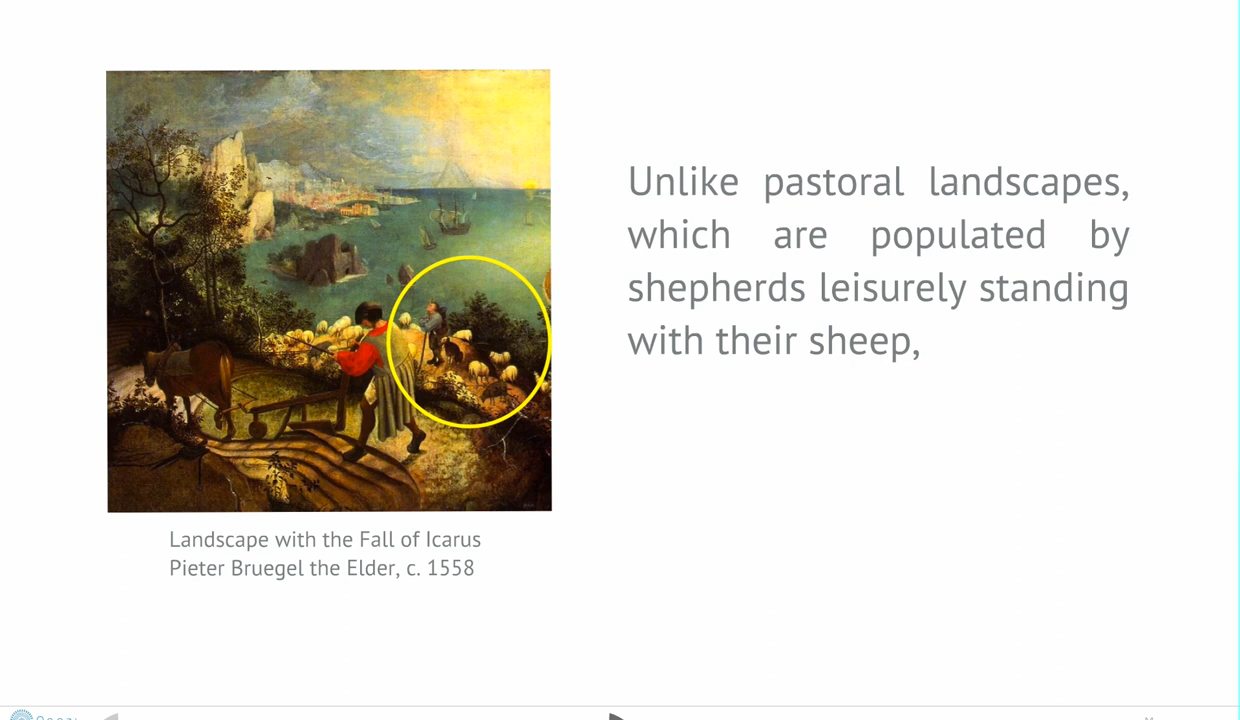 Unlike pastoral landscapes,
which are populated by
shepherds leisurely standing
with their sheep,
Landscape with the Fall of Icarus
Pieter Bruegel the Elder, c. 1558